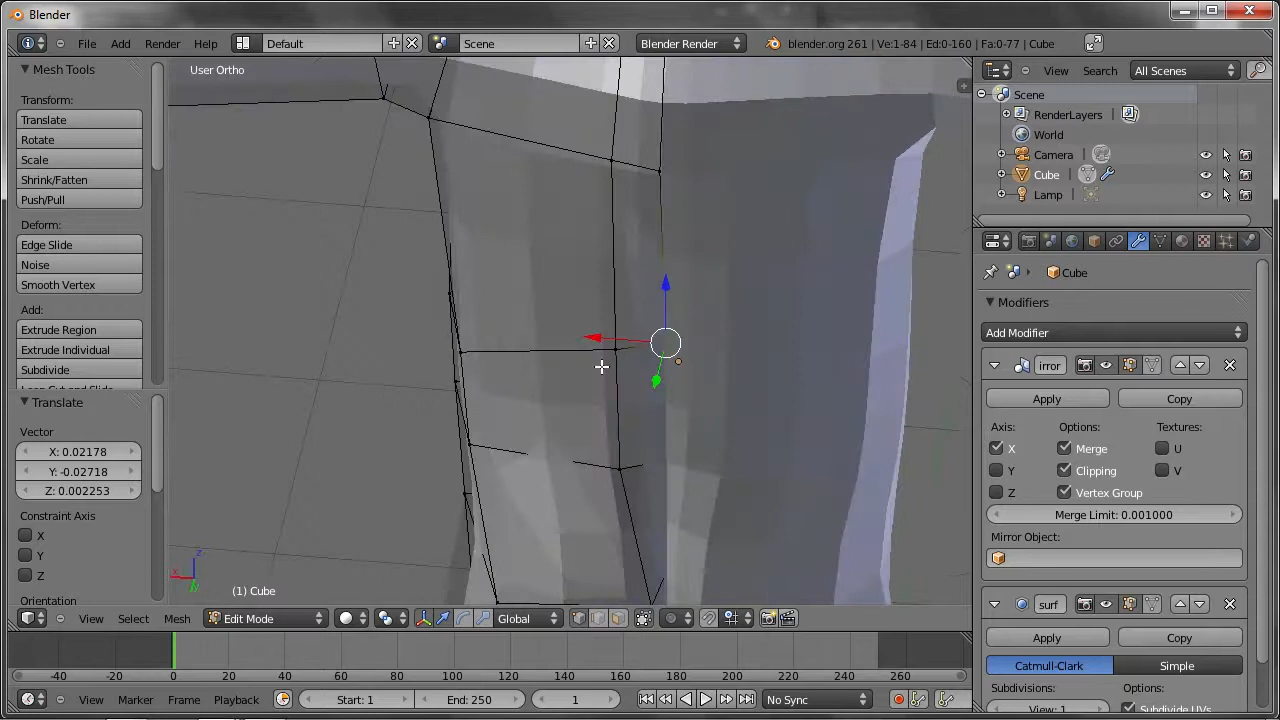 Blender
File Add Render Help Default Scene Blender Render blender.org 261 | Ve:1-84 | Ed:0-160 | Fa:0-77 | Cube
Mesh Tools
Transform:
Translate
Rotate
Scale
Shrink/Fatten
Push/Pull
Deform:
Edge Slide
Noise
Smooth Vertex
Add:
Extrude Region
Extrude Individual
Subdivide
Translate
Vector
X: 0.02178
Y: -0.02718
Z: 0.002253
Constraint Axis
X
Y
Z
Orientation
User Ortho
x
z
(1) Cube
View Select Mesh Edit Mode Global
-40 -20 0 20 40 60 80 100 120 140 160 180 200 220 240 260
View Marker Frame Playback Start: 1 End: 250 1 No Sync
View Search All Scenes
Scene
RenderLayers
World
Camera
Cube
Lamp
Cube
Modifiers
Add Modifier
irror
Apply Copy
Axis: Options: Textures:
X Merge U
Y Clipping V
Z Vertex Group
Merge Limit: 0.001000
Mirror Object:
surf
Apply Copy
Catmull-Clark Simple
Subdivisions: Options:
View: 1 Subdivide UVs